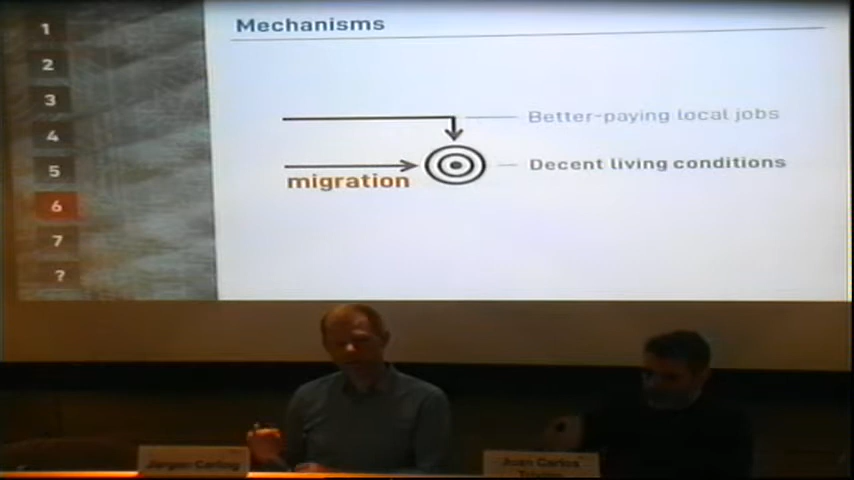 Mechanisms
1
2
3
4
5
6
7
?
Better-paying local jobs
Decent living conditions
migration
Jørgen Carling
Juan Carlos